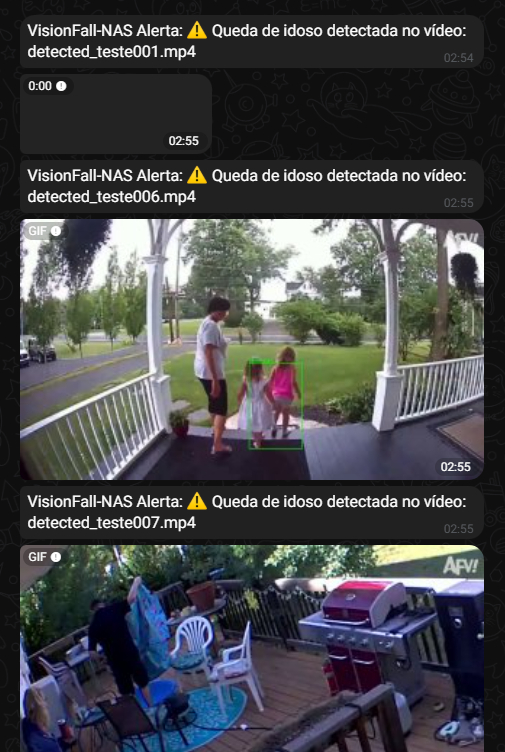 VisionFall-NAS Alerta: ⚠️ Queda de idoso detectada no vídeo:
detected_teste001.mp4
02:54
0:00
02:55
VisionFall-NAS Alerta: ⚠️ Queda de idoso detectada no vídeo:
detected_teste006.mp4
02:55
GIF
AFV!
02:55
VisionFall-NAS Alerta: ⚠️ Queda de idoso detectada no vídeo:
detected_teste007.mp4
02:55
GIF
AFV!